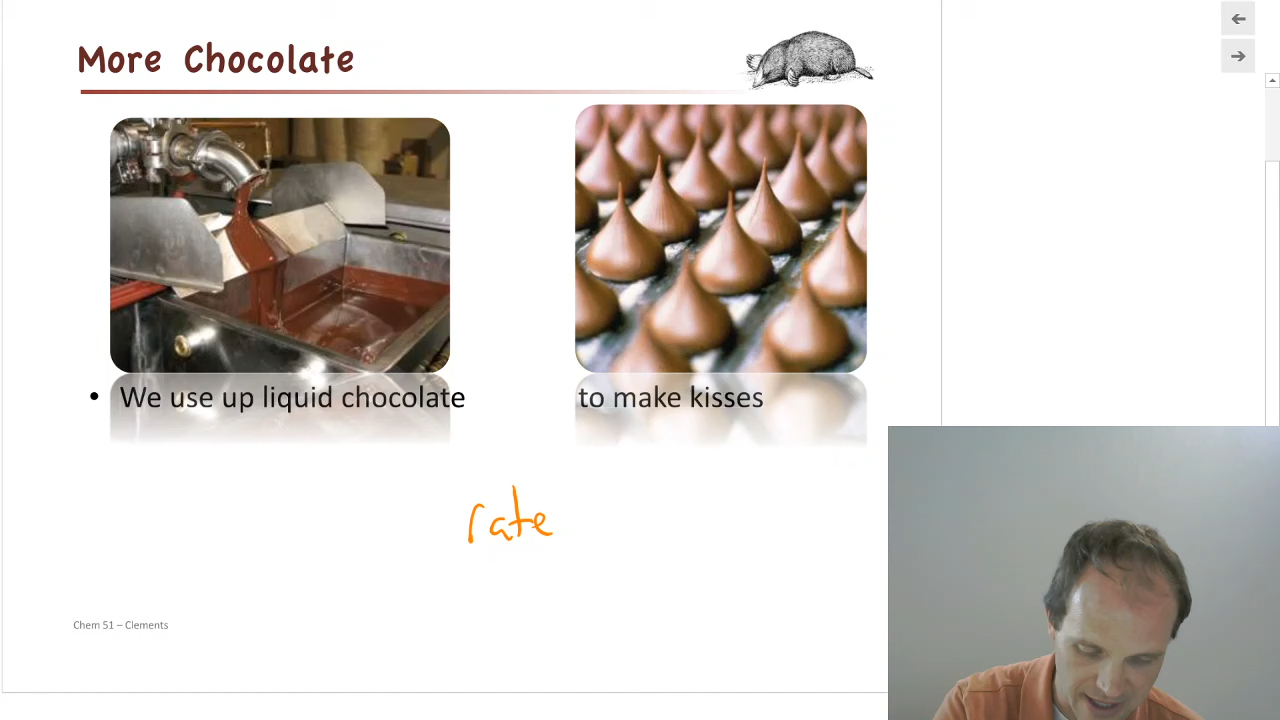 More Chocolate
• We use up liquid chocolate to make kisses
rate
Chem 51 – Clements